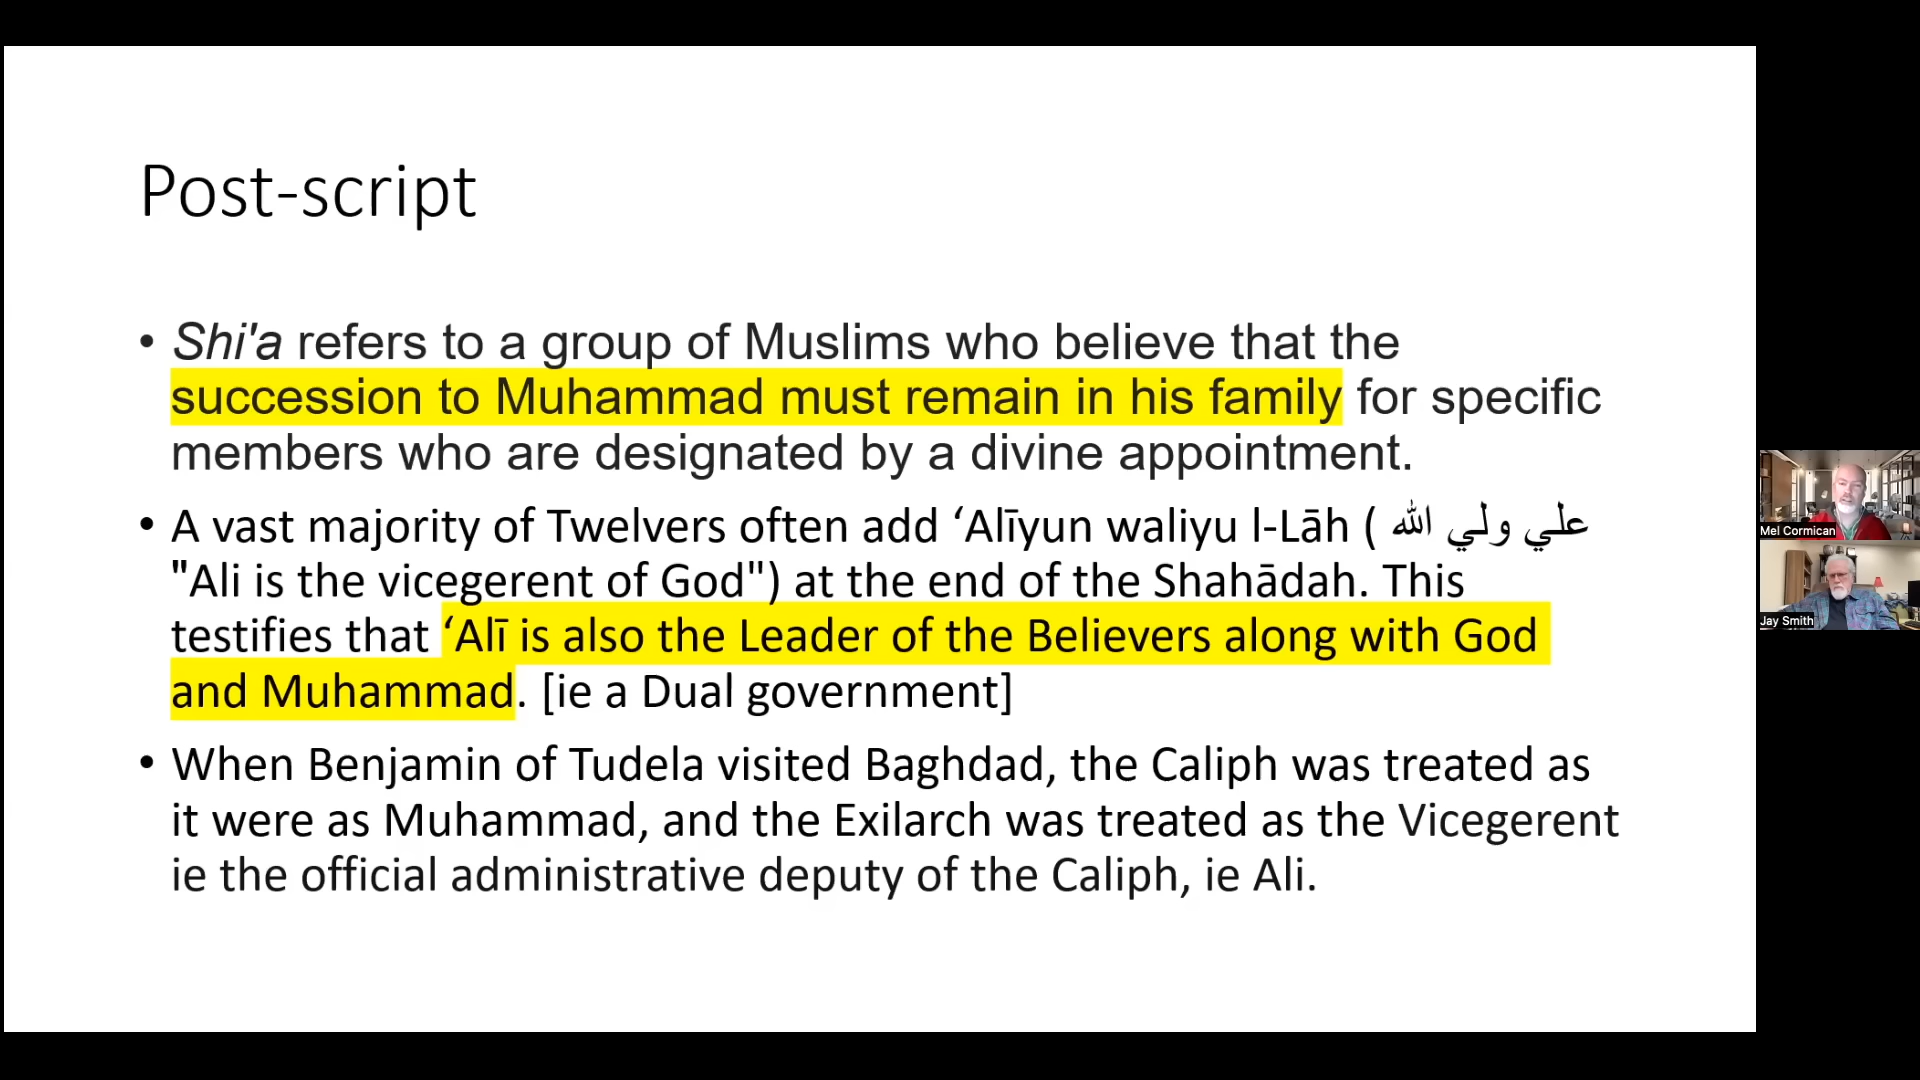 Post-script
• Shi'a refers to a group of Muslims who believe that the
succession to Muhammad must remain in his family for specific
members who are designated by a divine appointment.
• A vast majority of Twelvers often add ‘Alīyun waliyu l-Lāh ( علي ولي الله
"Ali is the vicegerent of God") at the end of the Shahādah. This
testifies that ‘Alī is also the Leader of the Believers along with God
and Muhammad. [ie a Dual government]
• When Benjamin of Tudela visited Baghdad, the Caliph was treated as
it were as Muhammad, and the Exilarch was treated as the Vicegerent
ie the official administrative deputy of the Caliph, ie Ali.
Mel Cormican
Jay Smith